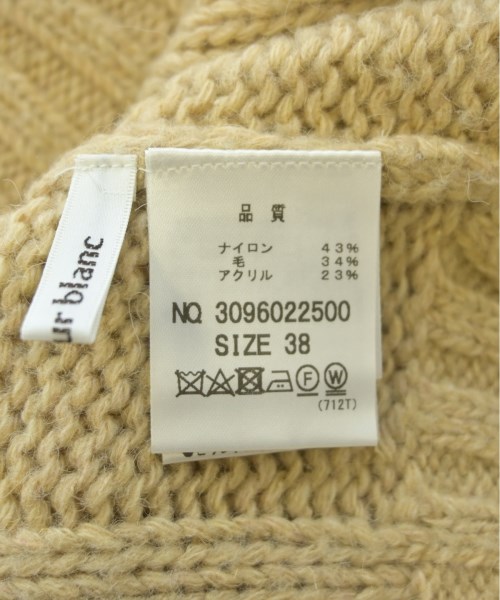 品質
ナイロン 43%
毛 34%
アクリル 23%
NO. 3096022500
SIZE 38
F W
(712T)
ur blanc